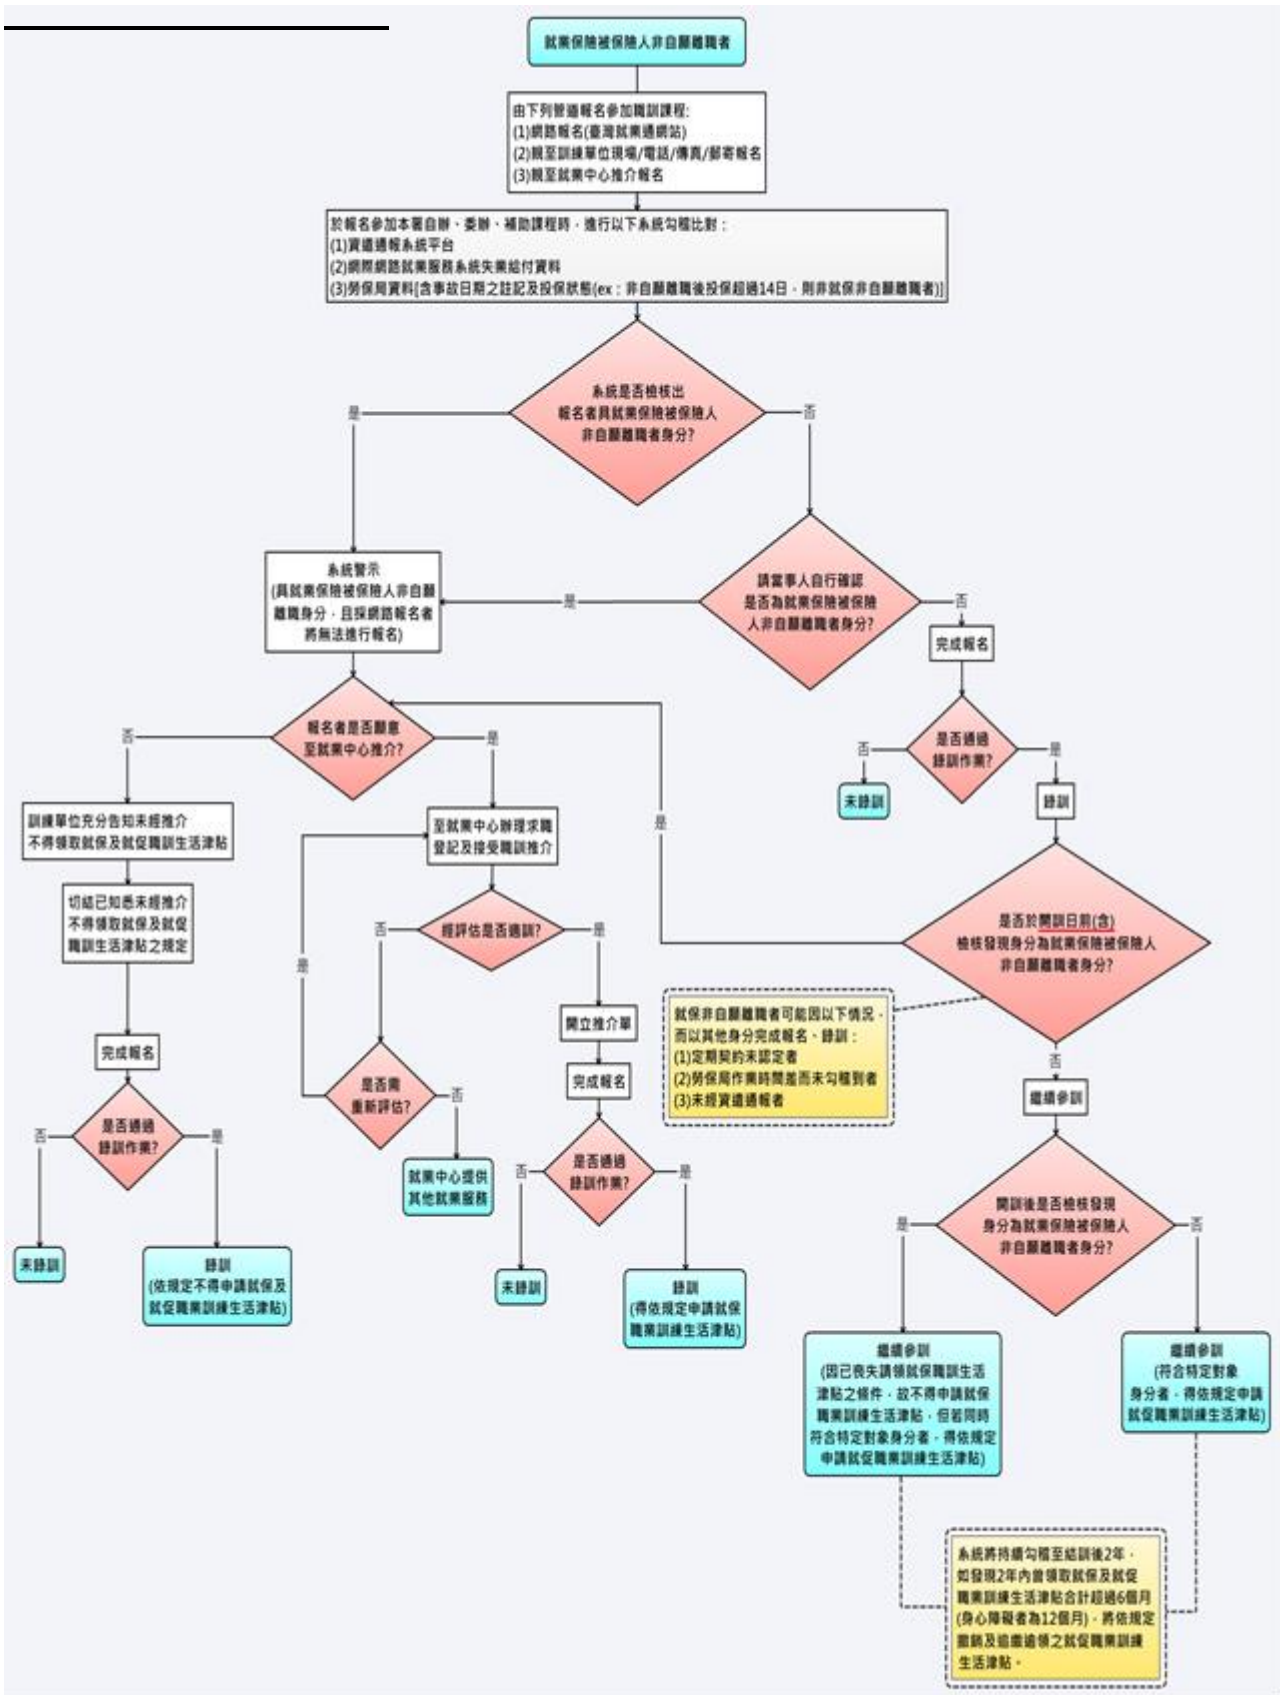 就業保險被保險人非自願離職者
由下列管道報名參加職訓課程:
(1)網路報名(臺灣就業通網站)
(2)親至訓練單位現場/電話/傳真/郵寄報名
(3)親至就業中心推介報名
於報名參加本署自辦、委辦、補助課程時，進行以下系統勾稽比對：
(1)資遣通報系統平台
(2)網際網路就業服務系統失業給付資料
(3)勞保局資料[含事故日期之註記及投保狀態(ex：非自願離職後投保超過14日，則非就保非自願離職者)]
系統是否檢核出
報名者具就業保險被保險人
非自願離職者身分?
是
否
系統警示
(具就業保險被保險人非自願
離職身分，且採網路報名者
將無法進行報名)
是
請當事人自行確認
是否為就業保險被保險
人非自願離職者身分?
否
完成報名
報名者是否願意
至就業中心推介?
否
是
是否通過
錄訓作業?
否
是
未錄訓
錄訓
訓練單位充分告知未經推介
不得領取就保及就促職訓生活津貼
至就業中心辦理求職
登記及接受職訓推介
是
切結已知悉未經推介
不得領取就保及就促
職訓生活津貼之規定
經評估是否適訓?
否
是
是
是否於開訓日前(含)
檢核發現身分為就業保險被保險人
非自願離職者身分?
就保非自願離職者可能因以下情況，
而以其他身分完成報名、錄訓：
(1)定期契約未認定者
(2)勞保局作業時間差而未勾稽到者
(3)未經資遣通報者
開立推介單
完成報名
完成報名
是否需
重新評估?
否
否
繼續參訓
是否通過
錄訓作業?
否
是
就業中心提供
其他就業服務
是否通過
錄訓作業?
否
是
開訓後是否檢核發現
身分為就業保險被保險人
非自願離職者身分?
是
否
未錄訓
錄訓
(依規定不得申請就保及
就促職業訓練生活津貼)
未錄訓
錄訓
(得依規定申請就保
職業訓練生活津貼)
繼續參訓
(因已喪失請領就保職訓生活
津貼之條件，故不得申請就保
職業訓練生活津貼，但若同時
符合特定對象身分者，得依規定
申請就促職業訓練生活津貼)
繼續參訓
(符合特定對象
身分者，得依規定申請
就促職業訓練生活津貼)
系統將持續勾稽至結訓後2年，
如發現2年內曾領取就保及就促
職業訓練生活津貼合計超過6個月
(身心障礙者為12個月)，將依規定
撤銷及追繳逾領之就促職業訓練
生活津貼。